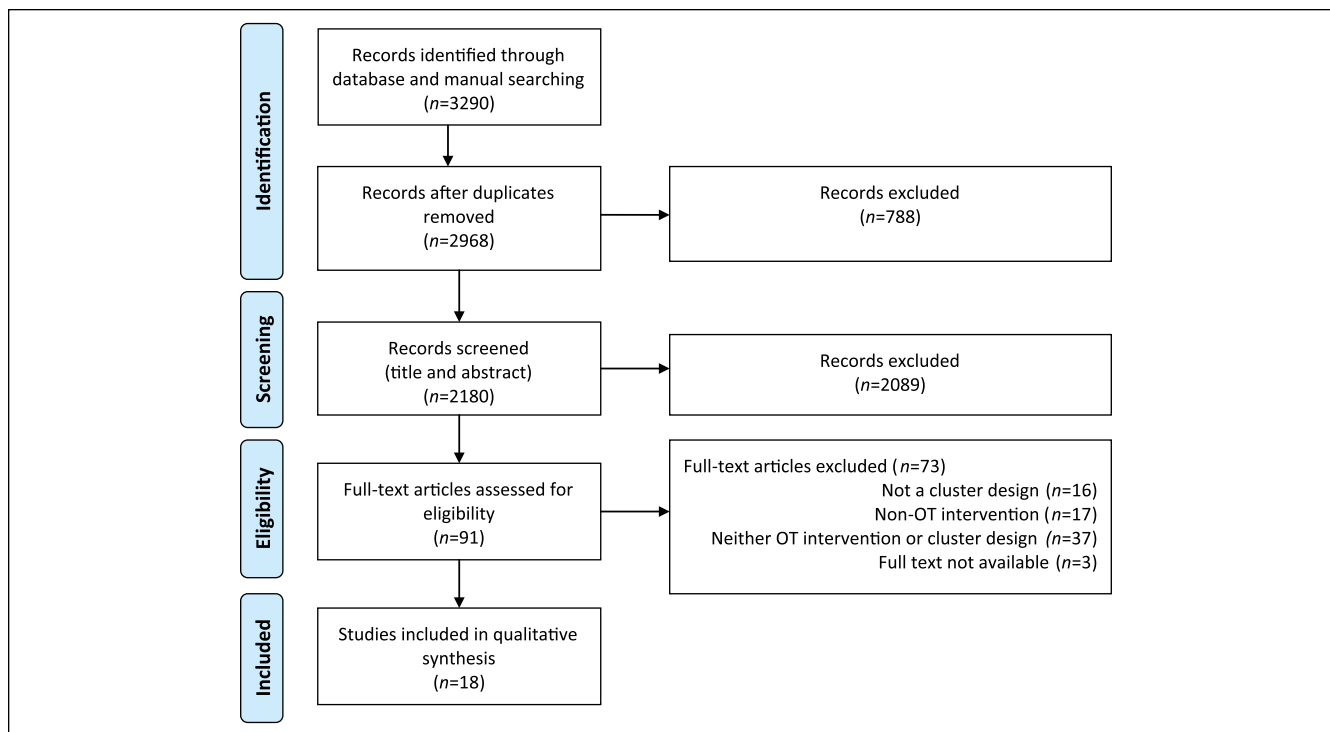 Identification
Records identified through
database and manual searching
(n=3290)
Records after duplicates
removed
(n=2968)
Records excluded
(n=788)
Screening
Records screened
(title and abstract)
(n=2180)
Records excluded
(n=2089)
Eligibility
Full-text articles assessed for
eligibility
(n=91)
Full-text articles excluded (n=73)
Not a cluster design (n=16)
Non-OT intervention (n=17)
Neither OT intervention or cluster design (n=37)
Full text not available (n=3)
Included
Studies included in qualitative
synthesis
(n=18)